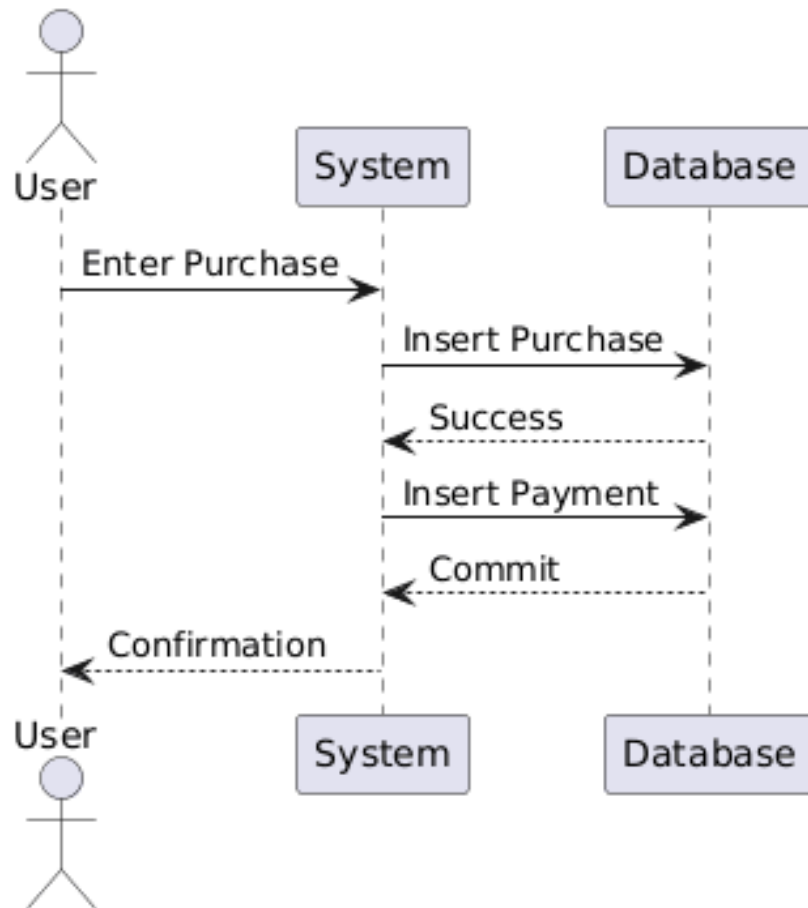 User
System
Database
Enter Purchase
Insert Purchase
Success
Insert Payment
Commit
Confirmation
User
System
Database